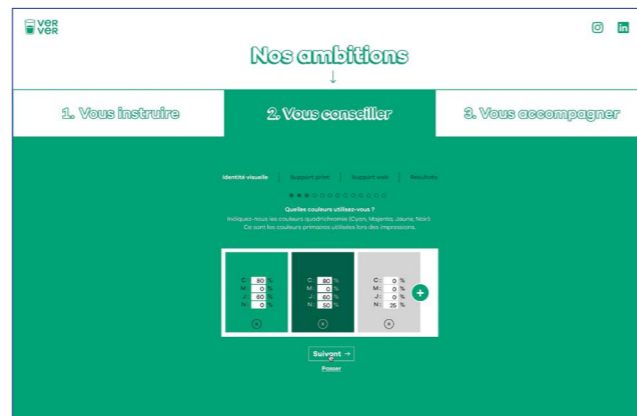 ver
ver
Nos ambitions
↓
1. Vous instruire
2. Vous conseiller
3. Vous accompagner
Identité visuelle | Support print | Support web | Résultats
Quelles couleurs utilisez-vous ?
Indiquez-nous les couleurs quadrichromie (Cyan, Magenta, Jaune, Noir).
Ce sont les couleurs primaires utilisées lors des impressions.
C : 80 % C : 80 % C : 0 %
M : 0 % M : 0 % M : 0 %
J : 60 % J : 60 % J : 0 %
N : 0 % N : 50 % N : 25 %
Suivant →
Passer